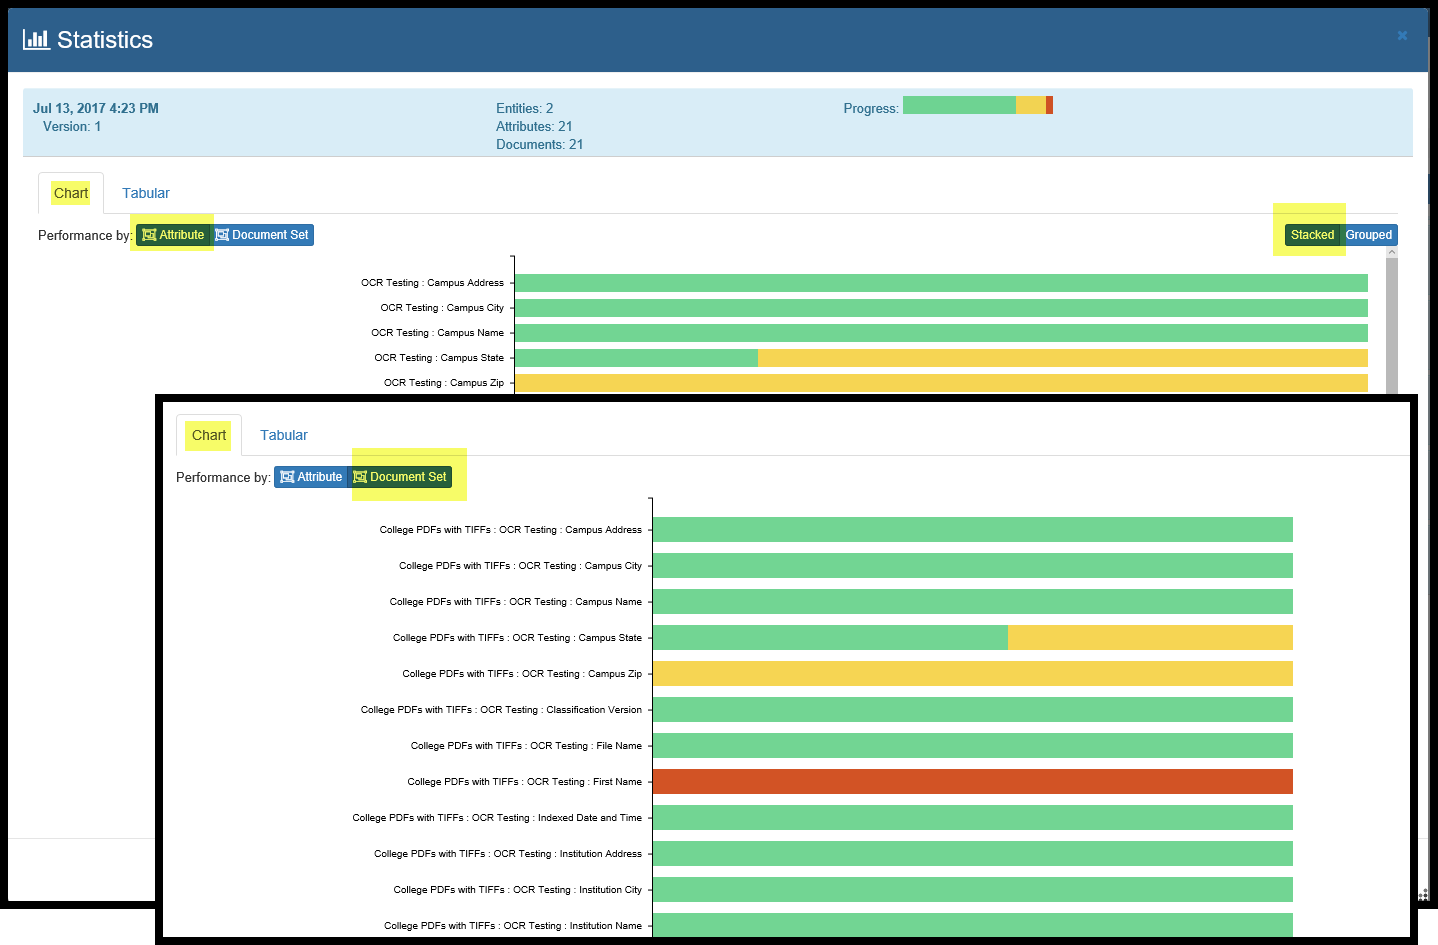 Statistics
Jul 13, 2017 4:23 PM
Version: 1
Entities: 2
Attributes: 21
Documents: 21
Progress:
Chart Tabular
Performance by: Attribute Document Set
Stacked Grouped
OCR Testing : Campus Address
OCR Testing : Campus City
OCR Testing : Campus Name
OCR Testing : Campus State
OCR Testing : Campus Zip
Chart Tabular
Performance by: Attribute Document Set
College PDFs with TIFFs : OCR Testing : Campus Address
College PDFs with TIFFs : OCR Testing : Campus City
College PDFs with TIFFs : OCR Testing : Campus Name
College PDFs with TIFFs : OCR Testing : Campus State
College PDFs with TIFFs : OCR Testing : Campus Zip
College PDFs with TIFFs : OCR Testing : Classification Version
College PDFs with TIFFs : OCR Testing : File Name
College PDFs with TIFFs : OCR Testing : First Name
College PDFs with TIFFs : OCR Testing : Indexed Date and Time
College PDFs with TIFFs : OCR Testing : Institution Address
College PDFs with TIFFs : OCR Testing : Institution City
College PDFs with TIFFs : OCR Testing : Institution Name